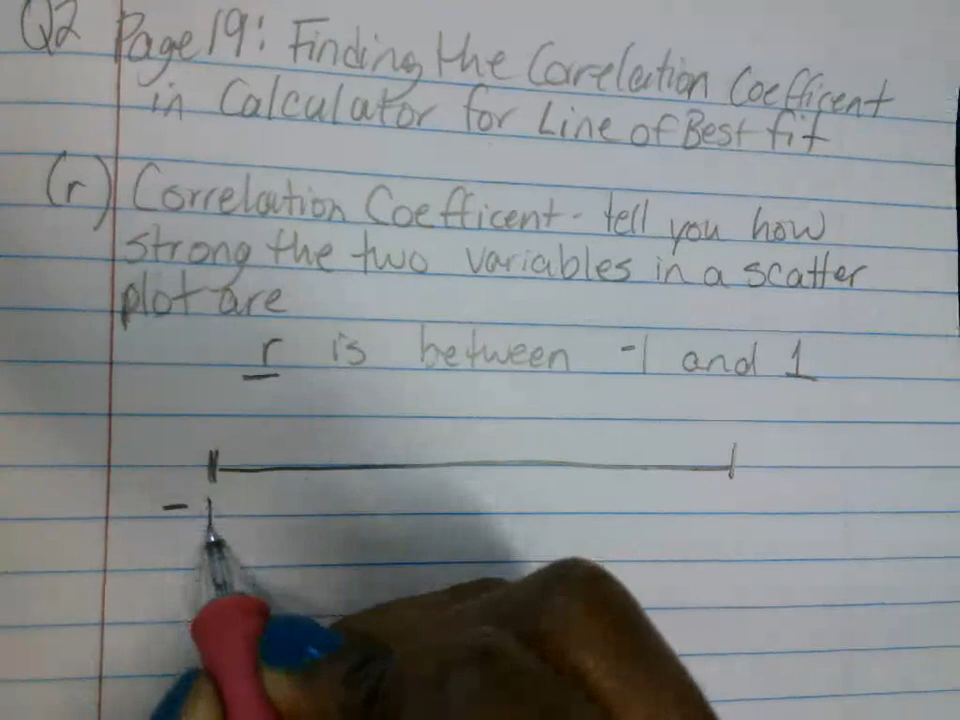 Q2 Page 19: Finding the Correlation Coefficent
in Calculator for Line of Best fit
(r) Correlation Coefficent - tell you how
strong the two variables in a scatter
plot are
r is between -1 and 1
-1